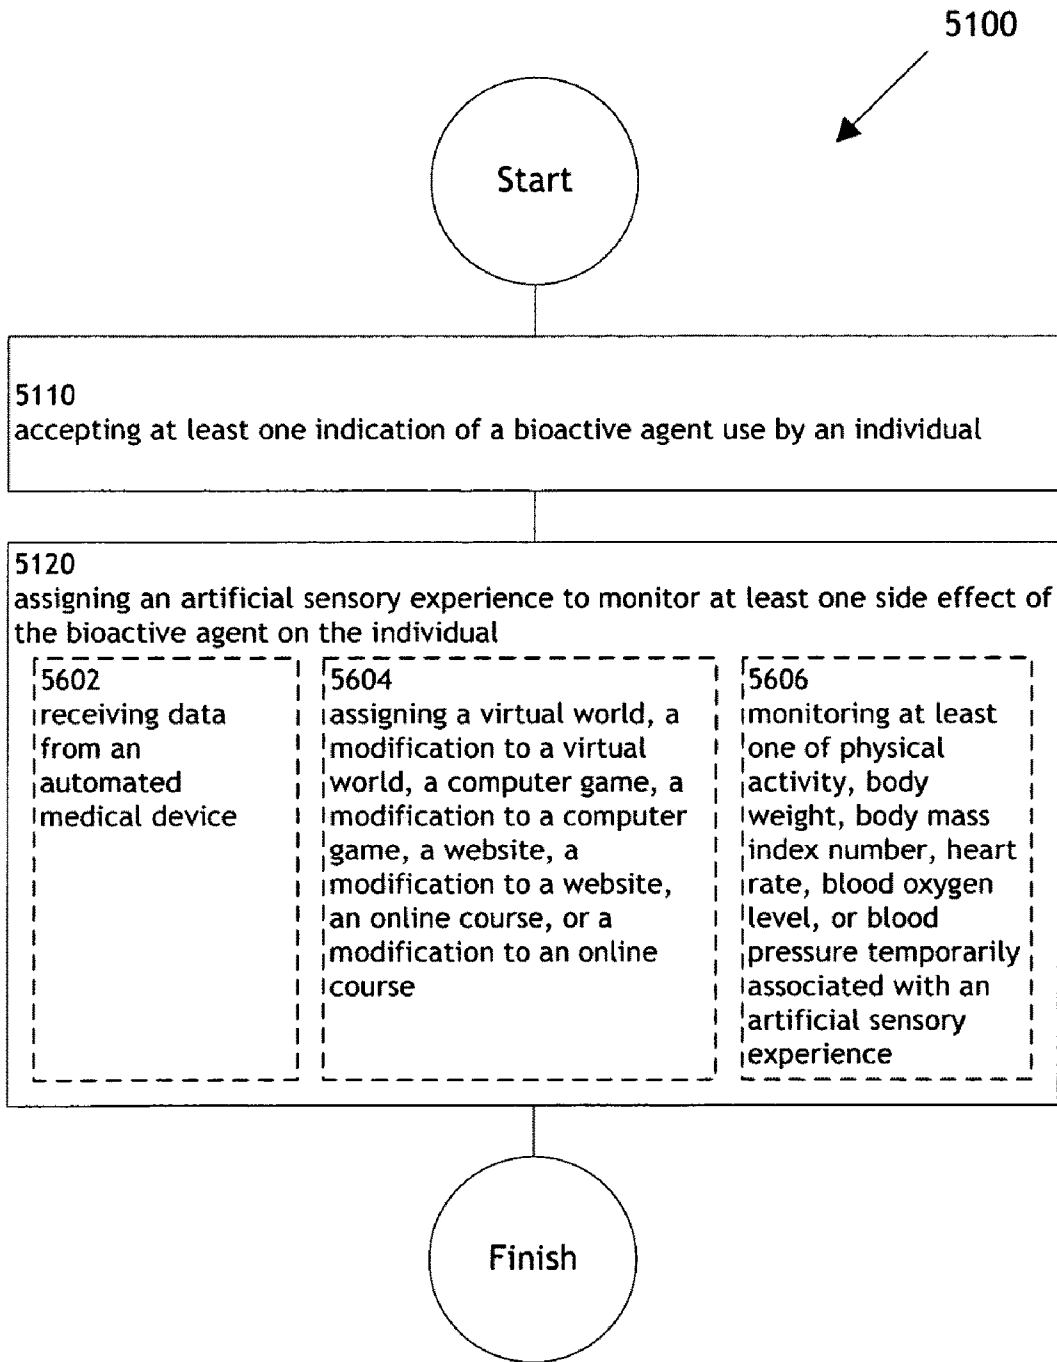 5100
Start
5110
accepting at least one indication of a bioactive agent use by an individual
5120
assigning an artificial sensory experience to monitor at least one side effect of
the bioactive agent on the individual
5602
receiving data
from an
automated
medical device
5604
assigning a virtual world, a
modification to a virtual
world, a computer game, a
modification to a computer
game, a website, a
modification to a website,
an online course, or a
modification to an online
course
5606
monitoring at least
one of physical
activity, body
weight, body mass
index number, heart
rate, blood oxygen
level, or blood
pressure temporarily
associated with an
artificial sensory
experience
Finish